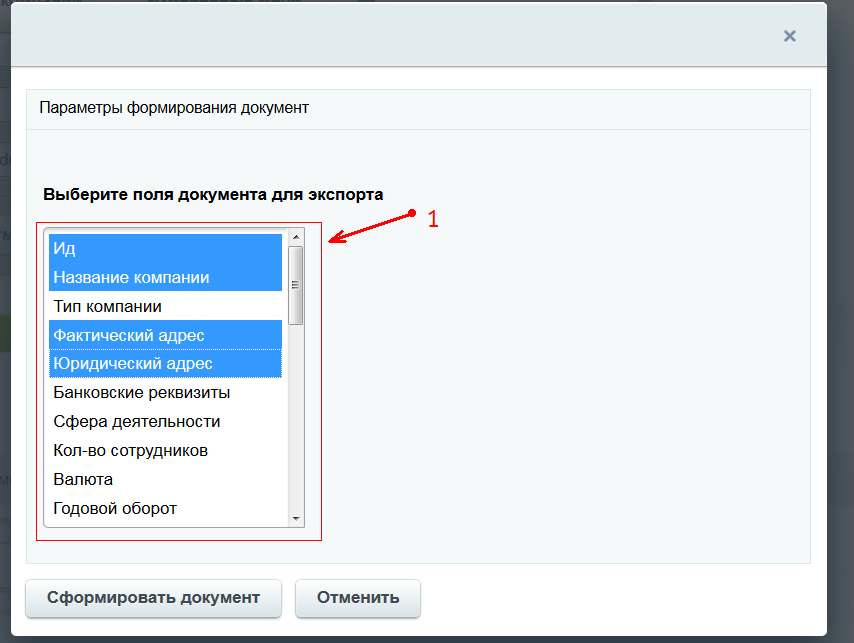 ×
Параметры формирования документ
Выберите поля документа для экспорта
1
Ид
Название компании
Тип компании
Фактический адрес
Юридический адрес
Банковские реквизиты
Сфера деятельности
Кол-во сотрудников
Валюта
Годовой оборот
Сформировать документ
Отменить